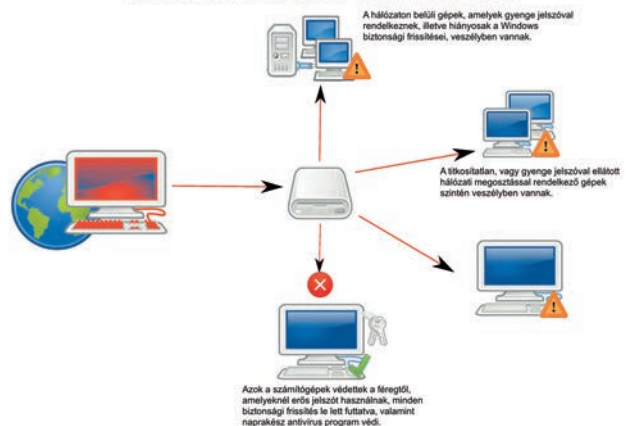 A hálózaton belüli gépek, amelyek gyenge jelszóval
rendelkeznek, illetve hiányosak a Windows
biztonsági frissítései, veszélyben vannak.
A titkosítatlan, vagy gyenge jelszóval ellátott
hálózati megosztással rendelkező gépek
szintén veszélyben vannak.
Azok a számítógépek védettek a féregtől,
amelyeknél erős jelszót használnak, minden
biztonsági frissítés le lett futtatva, valamint
naprakész antivírus program védi.